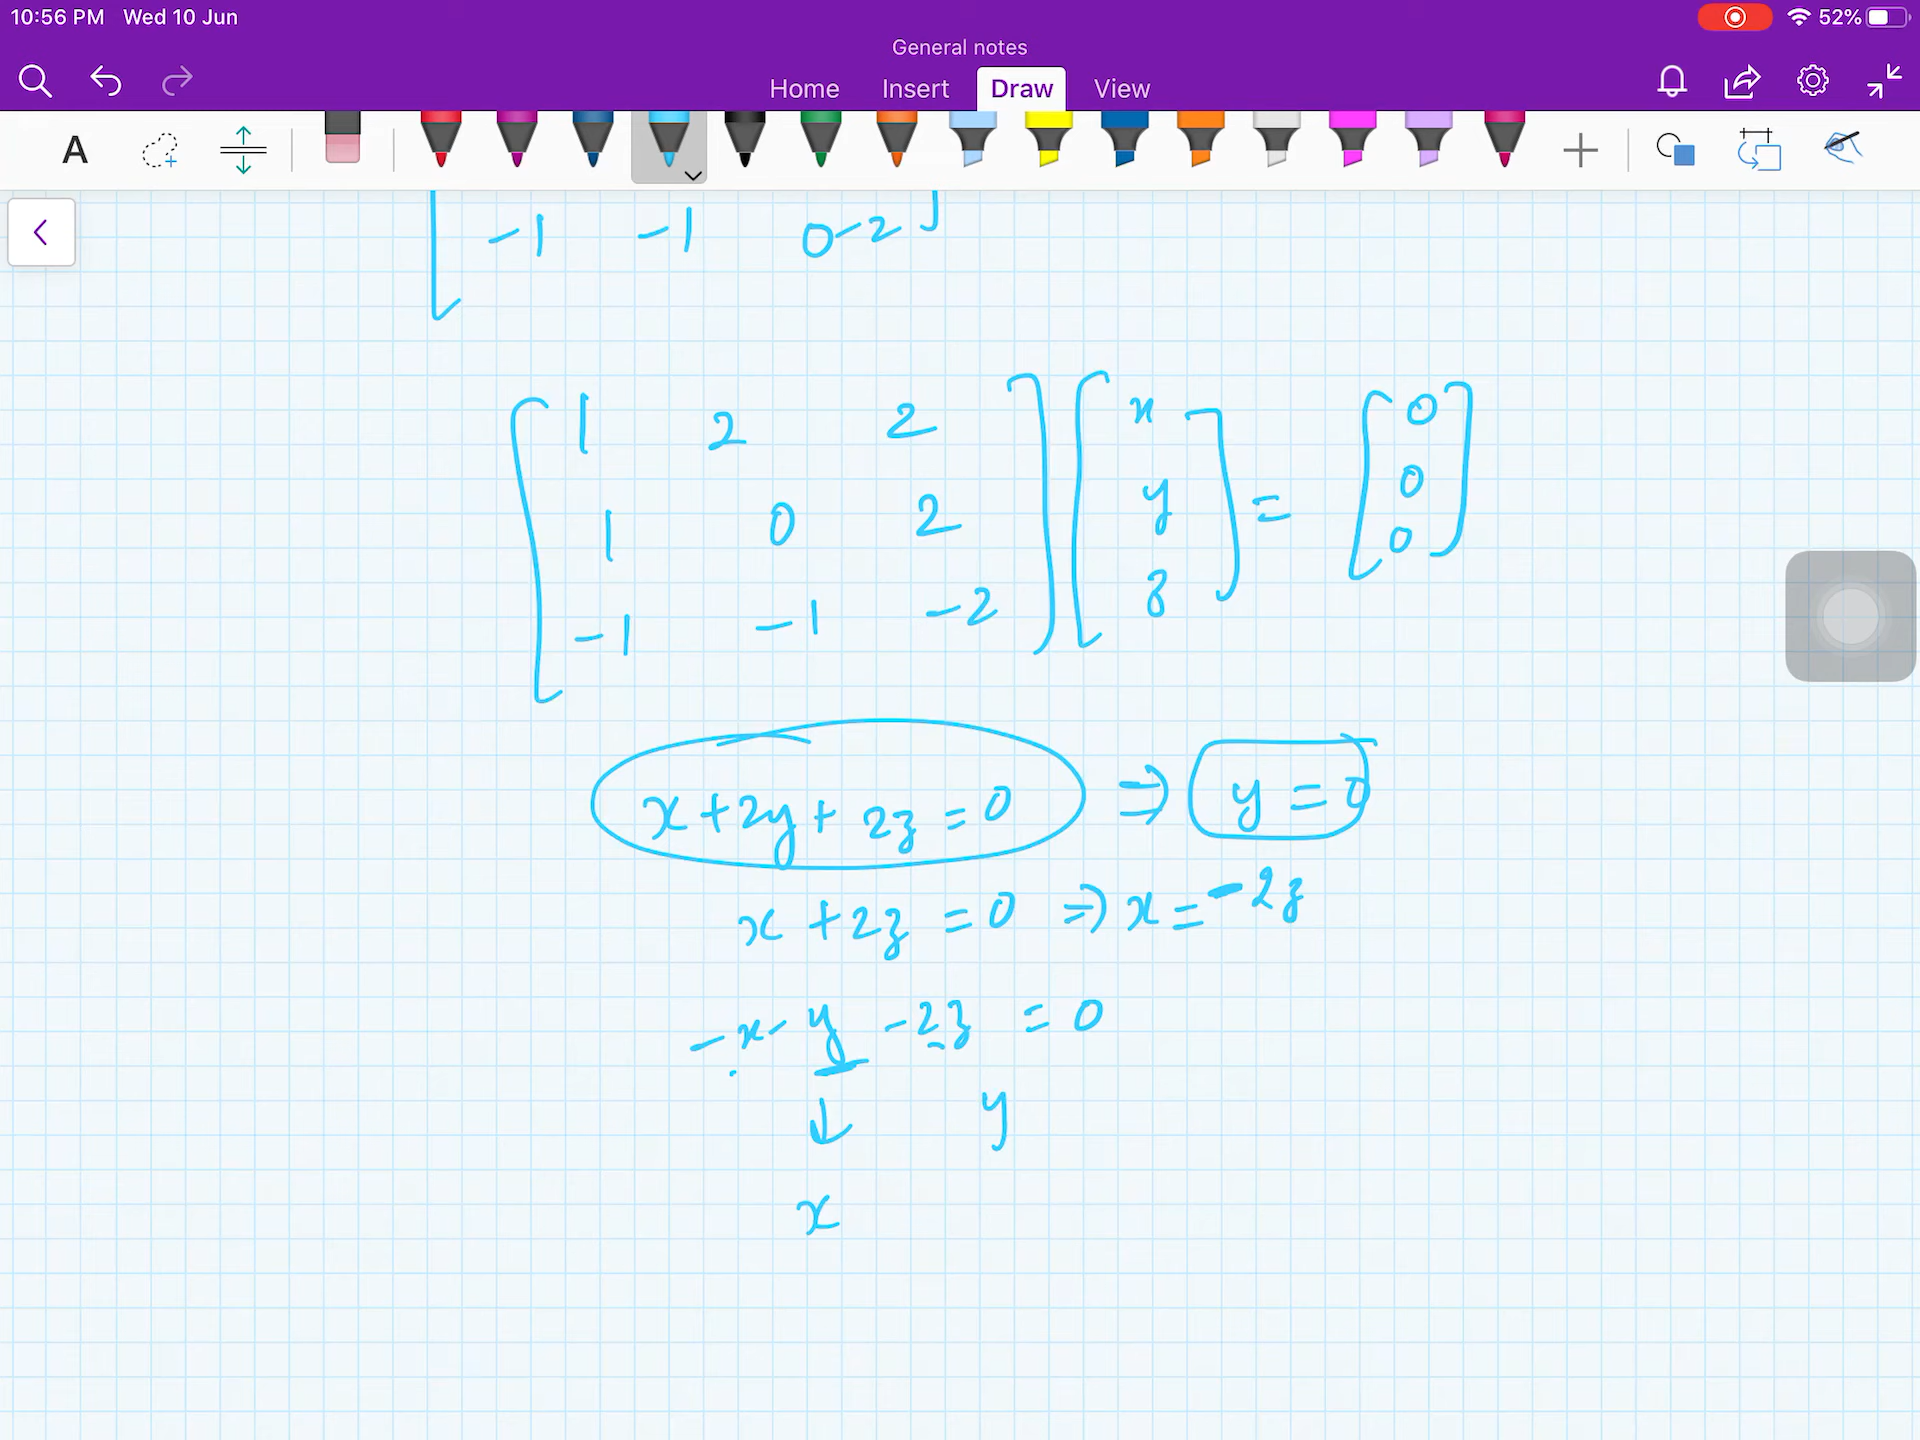 10:56 PM Wed 10 Jun
52%
General notes
Home Insert Draw View
A
-1 -1 0-2
1 2 2 x 0
1 0 2 y = 0
-1 -1 -2 z 0
x+2y+2z=0 ⇒ y=0
x+2z=0 ⇒ x=-2z
-x-y-2z=0
↓ y
x